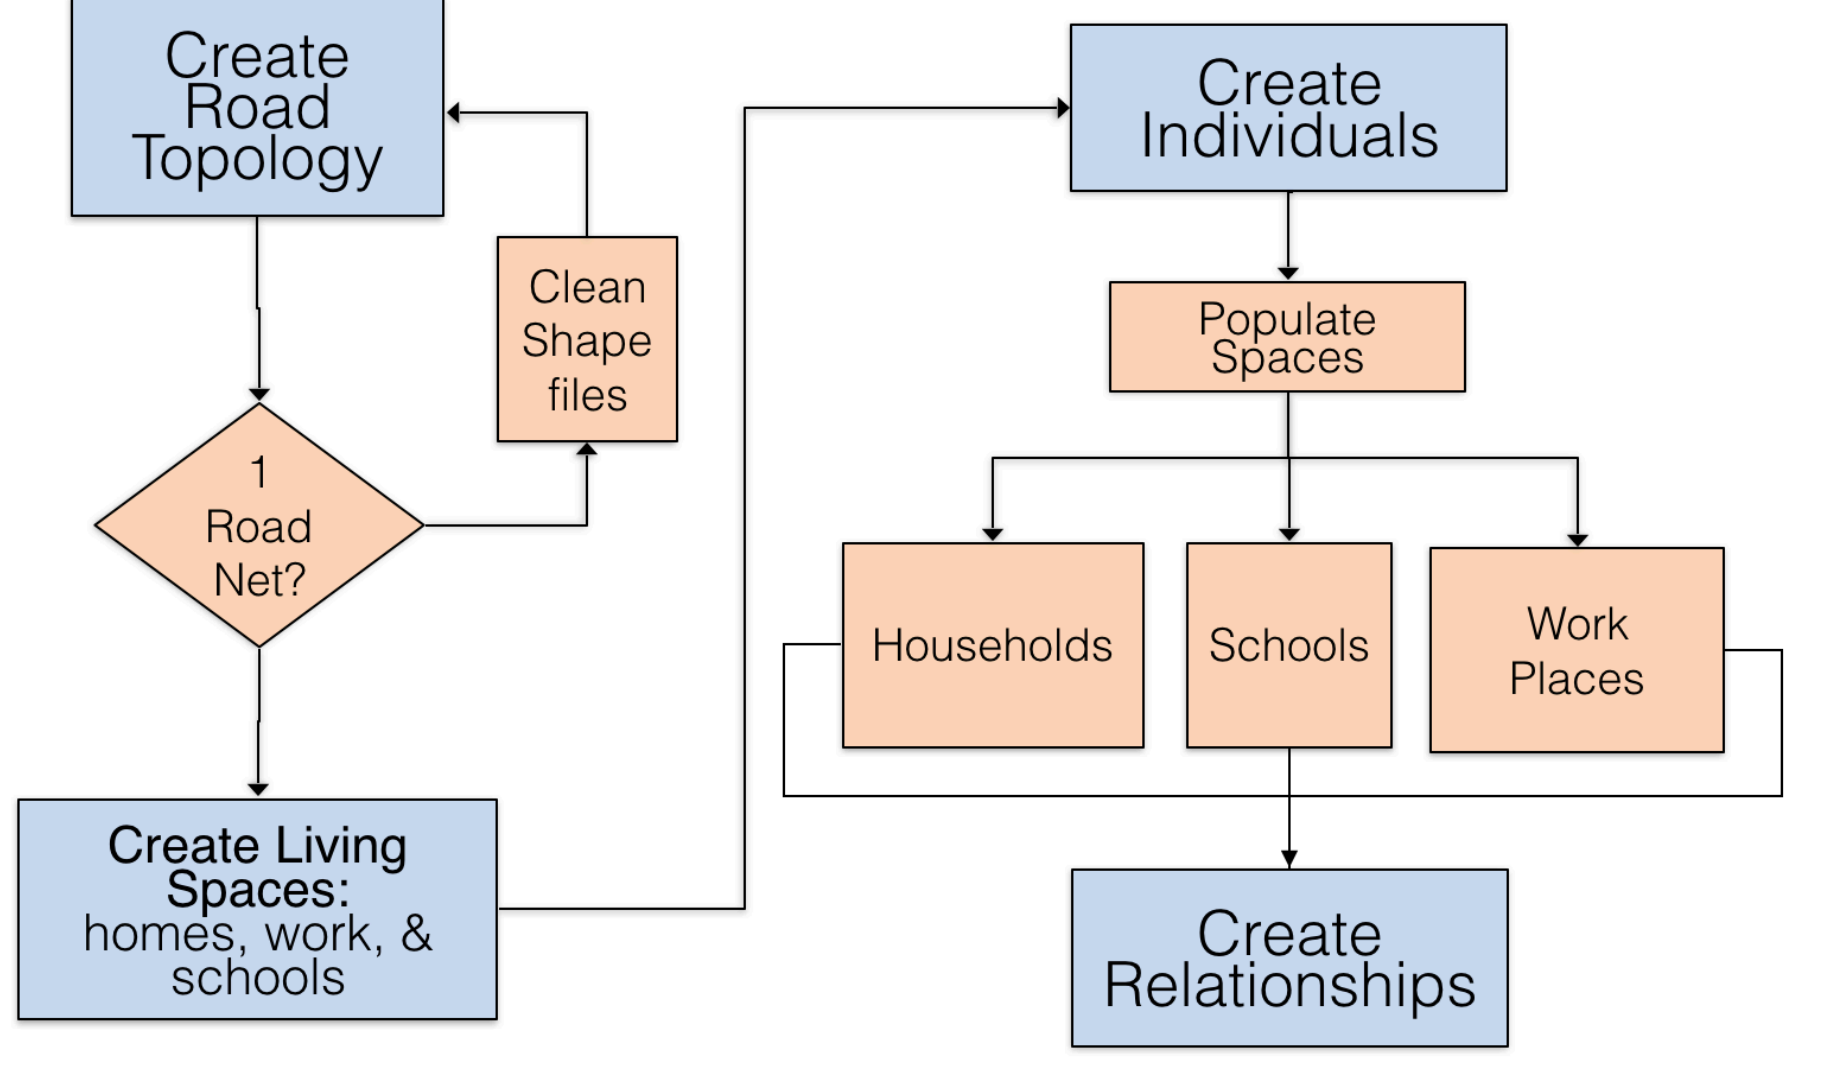 Create
Road
Topology
Clean
Shape
files
1
Road
Net?
Create Living
Spaces:
homes, work, &
schools
Create
Individuals
Populate
Spaces
Households
Schools
Work
Places
Create
Relationships